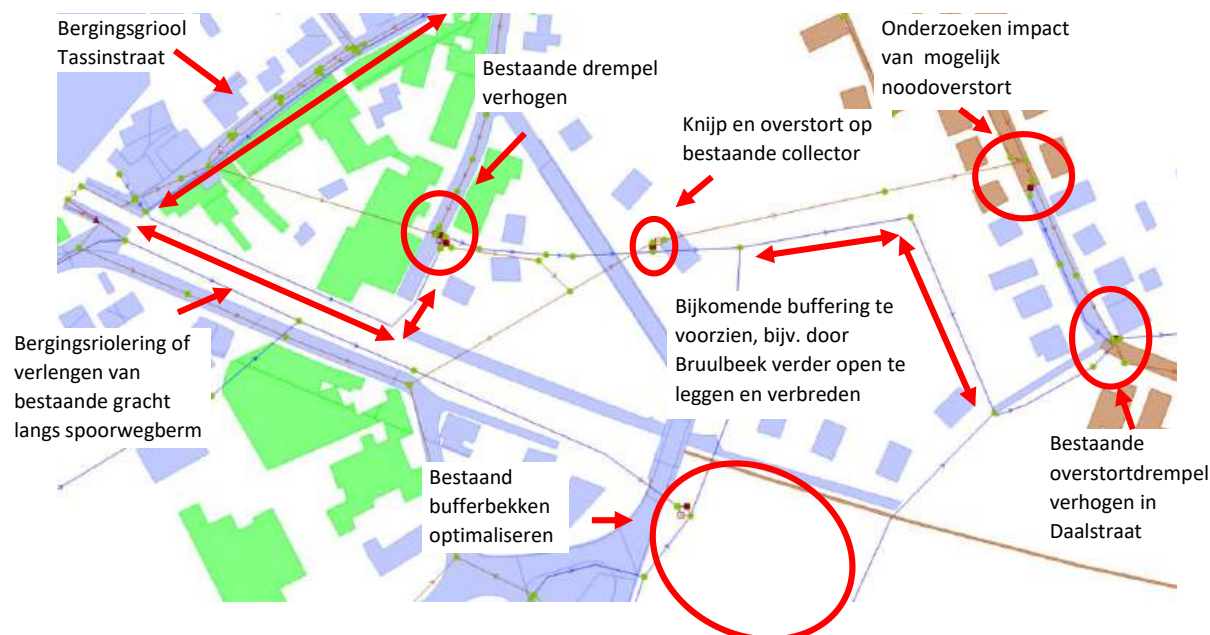 Bergingsgriool
Tassinstraat
Bestaande drempel
verhogen
Knijp en overstort op
bestaande collector
Onderzoeken impact
van mogelijk
noodoverstort
Bergingsriolering of
verlengen van
bestaande gracht
langs spoorwegberm
Bijkomende buffering te
voorzien, bijv. door
Bruulbeek verder open te
leggen en verbreden
Bestaand
bufferbekken
optimaliseren
Bestaande
overstortdrempel
verhogen in
Daalstraat